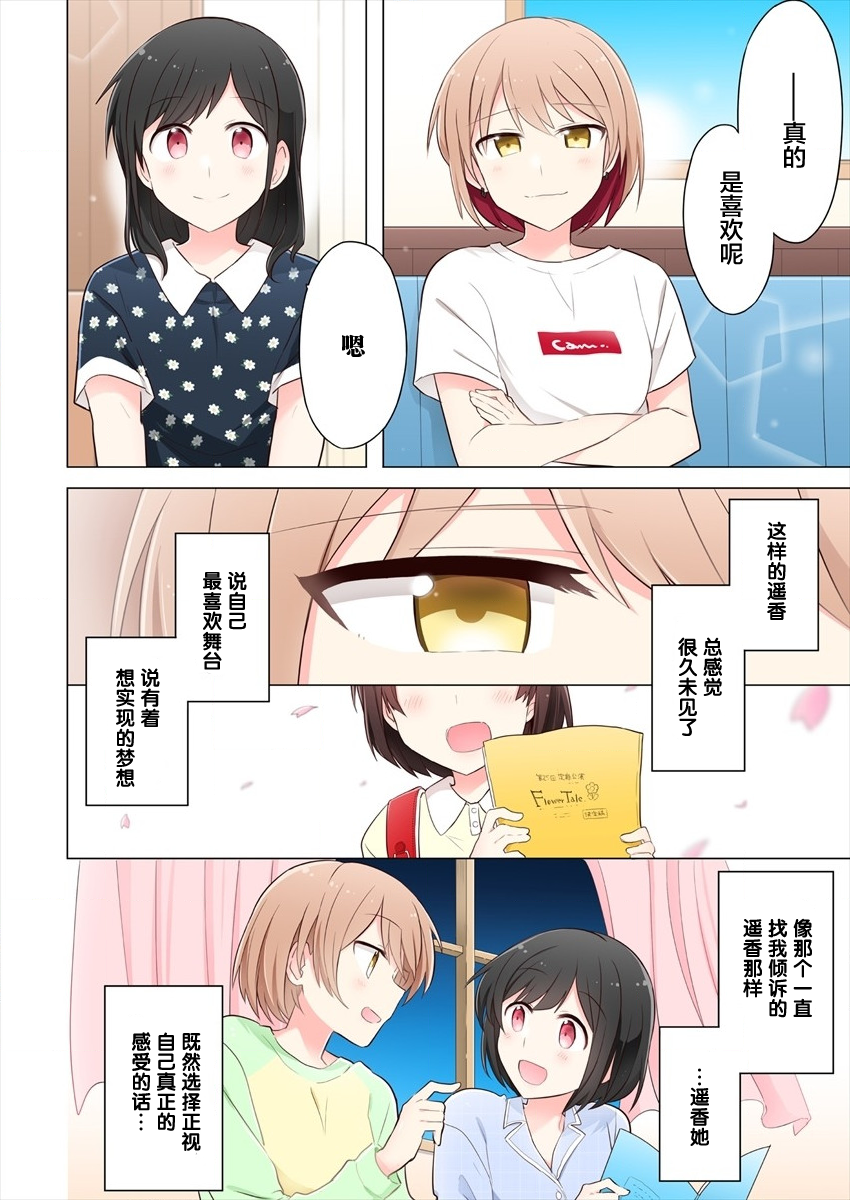 ——真的
是喜欢呢
Cam...
嗯
这样的遥香
总感觉
很久未见了
说自己
最喜欢舞台
说有着
想实现的梦想
Flower Tale
像那个一直
找我倾诉的
遥香那样
…遥香她
既然选择正视
自己真正的
感受的话…